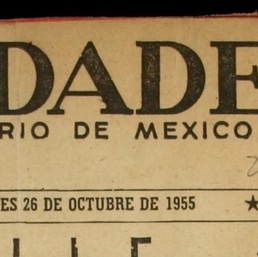 DADE
RIO DE MEXICO
ES 26 DE OCTUBRE DE 1955 ★